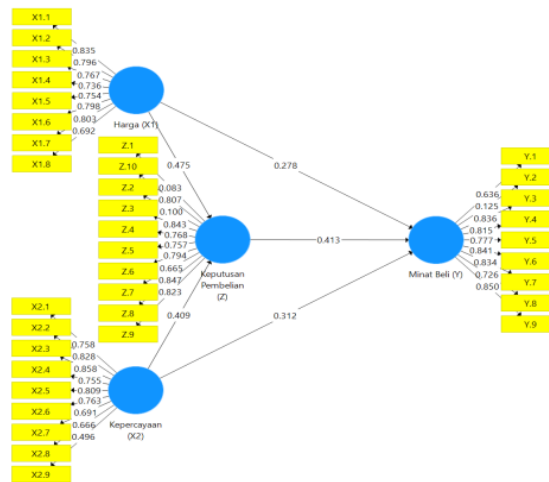 X1.1
X1.2
X1.3
X1.4
X1.5
X1.6
X1.7
X1.8
0.835
0.796
0.767
0.736
0.754
0.798
0.803
0.692
Harga (X1)
0.475
0.278
Z.1
Z.10
Z.2
Z.3
Z.4
Z.5
Z.6
Z.7
Z.8
Z.9
0.083
0.807
0.100
0.843
0.768
0.757
0.794
0.665
0.847
0.823
Keputusan
Pembelian
(Z)
0.413
0.409
0.312
X2.1
X2.2
X2.3
X2.4
X2.5
X2.6
X2.7
X2.8
X2.9
0.758
0.828
0.858
0.755
0.809
0.763
0.691
0.666
0.496
Kepercayaan
(X2)
Y.1
Y.2
Y.3
Y.4
Y.5
Y.6
Y.7
Y.8
Y.9
0.636
0.125
0.836
0.815
0.777
0.841
0.834
0.726
0.850
Minat Beli (Y)